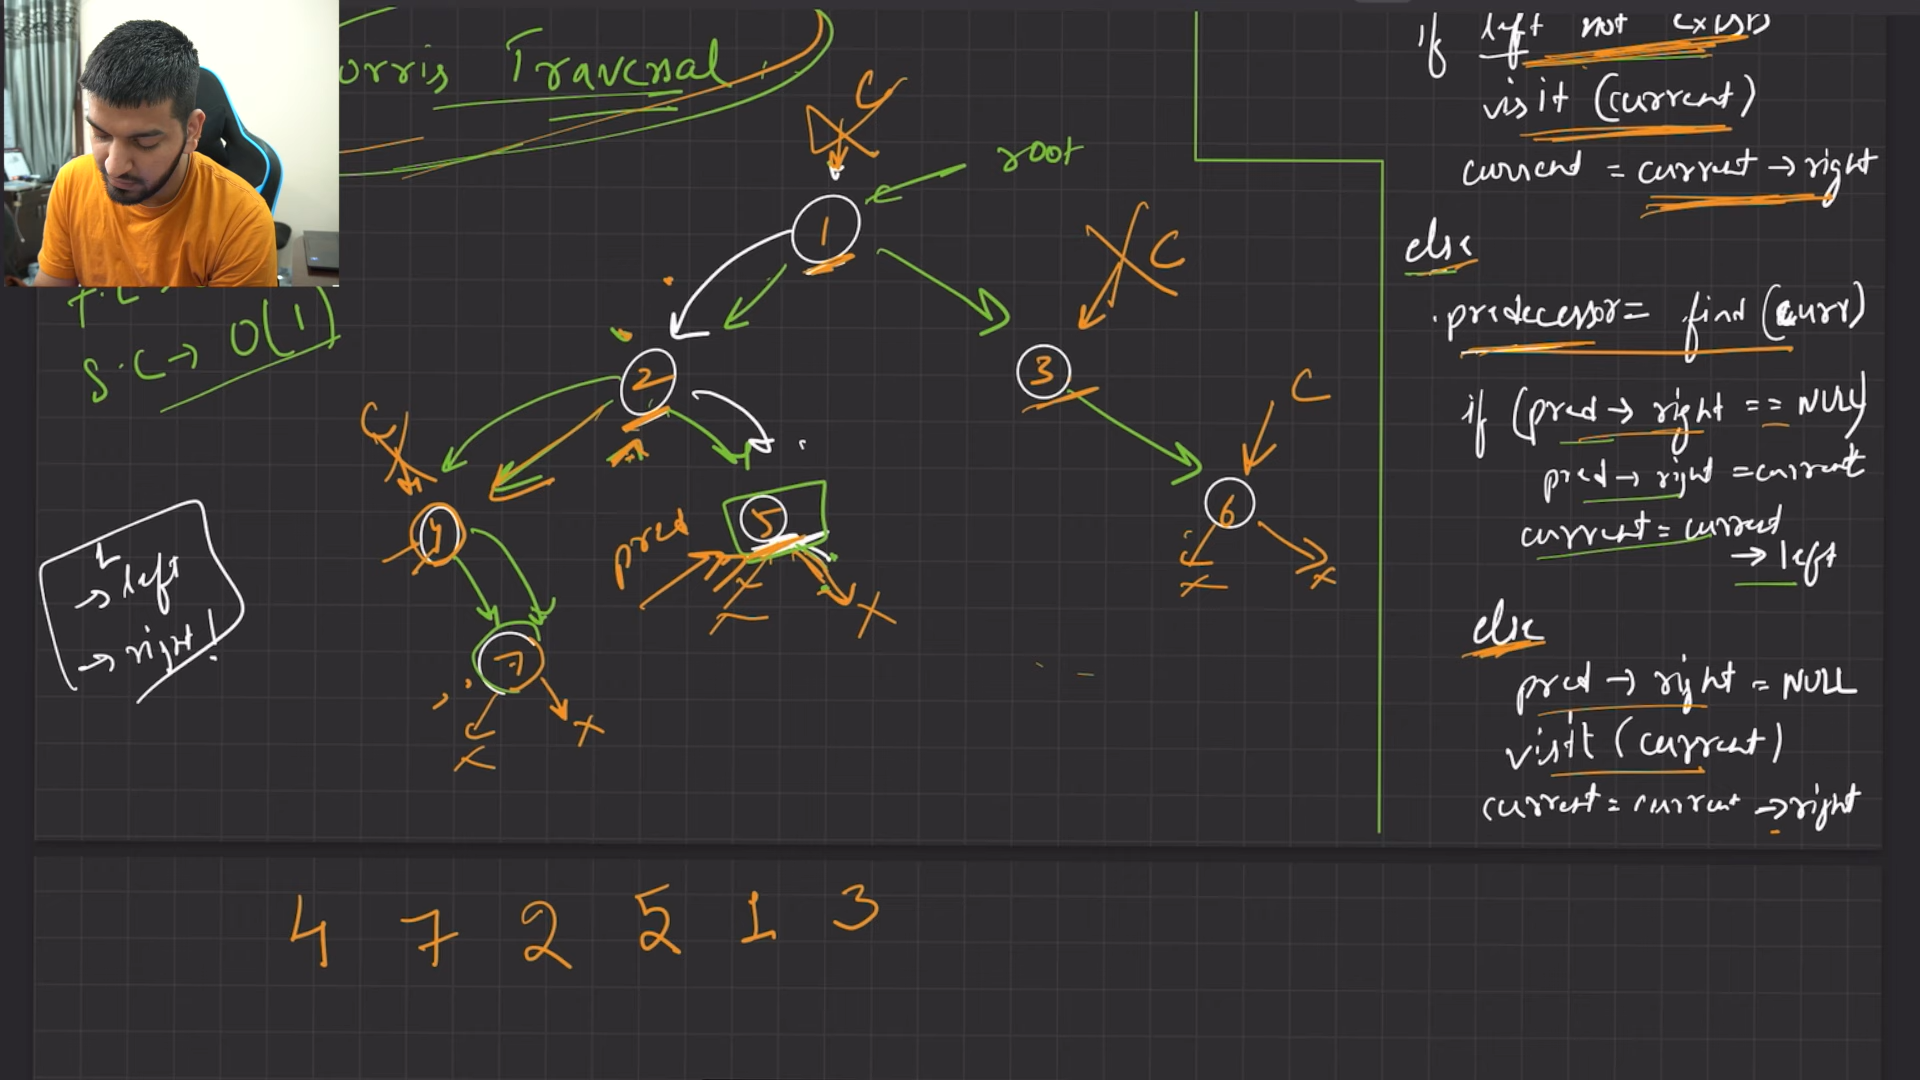 orris Traversal
T.C
S.C → O(1)
C
root
1
C
2
3
C
C
4
pred
5
X
6
x
x
7
X
X
L
→ left
→ right!
if left not exists
visit (current)
current = current → right
else
predecessor = find (curr)
if (pred → right == NULL)
pred → right = current
current = current
→ left
else
pred → right = NULL
visit (current)
current = current → right
4 7 2 5 1 3